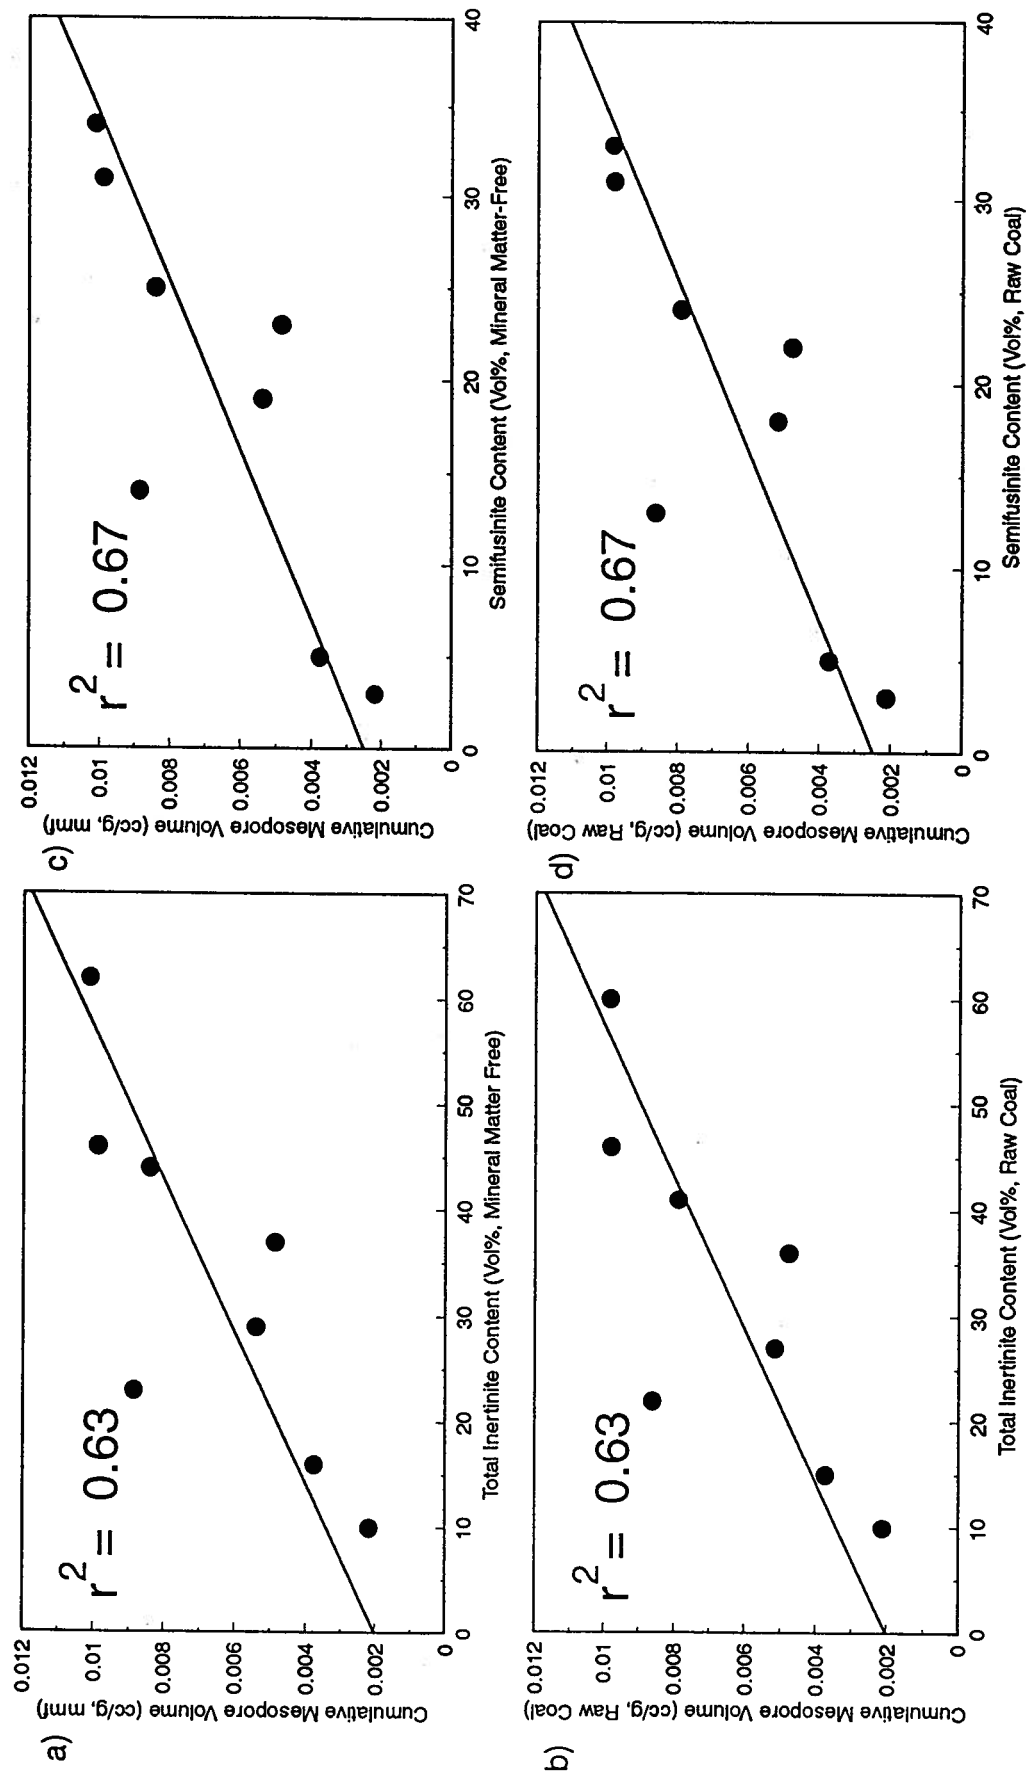 a)
Cumulative Mesopore Volume (cc/g, mmf)
0.012
0.01
0.008
0.006
0.004
0.002
0
r² = 0.63
0 10 20 30 40 50 60 70
Total Inertinite Content (Vol%, Mineral Matter Free)
c)
Cumulative Mesopore Volume (cc/g, mmf)
0.012
0.01
0.008
0.006
0.004
0.002
0
r² = 0.67
0 10 20 30 40
Semifusinite Content (Vol%, Mineral Matter-Free)
b)
Cumulative Mesopore Volume (cc/g, Raw Coal)
0.012
0.01
0.008
0.006
0.004
0.002
0
r² = 0.63
0 10 20 30 40 50 60 70
Total Inertinite Content (Vol%, Raw Coal)
d)
Cumulative Mesopore Volume (cc/g, Raw Coal)
0.012
0.01
0.008
0.006
0.004
0.002
0
r² = 0.67
0 10 20 30 40
Semifusinite Content (Vol%, Raw Coal)